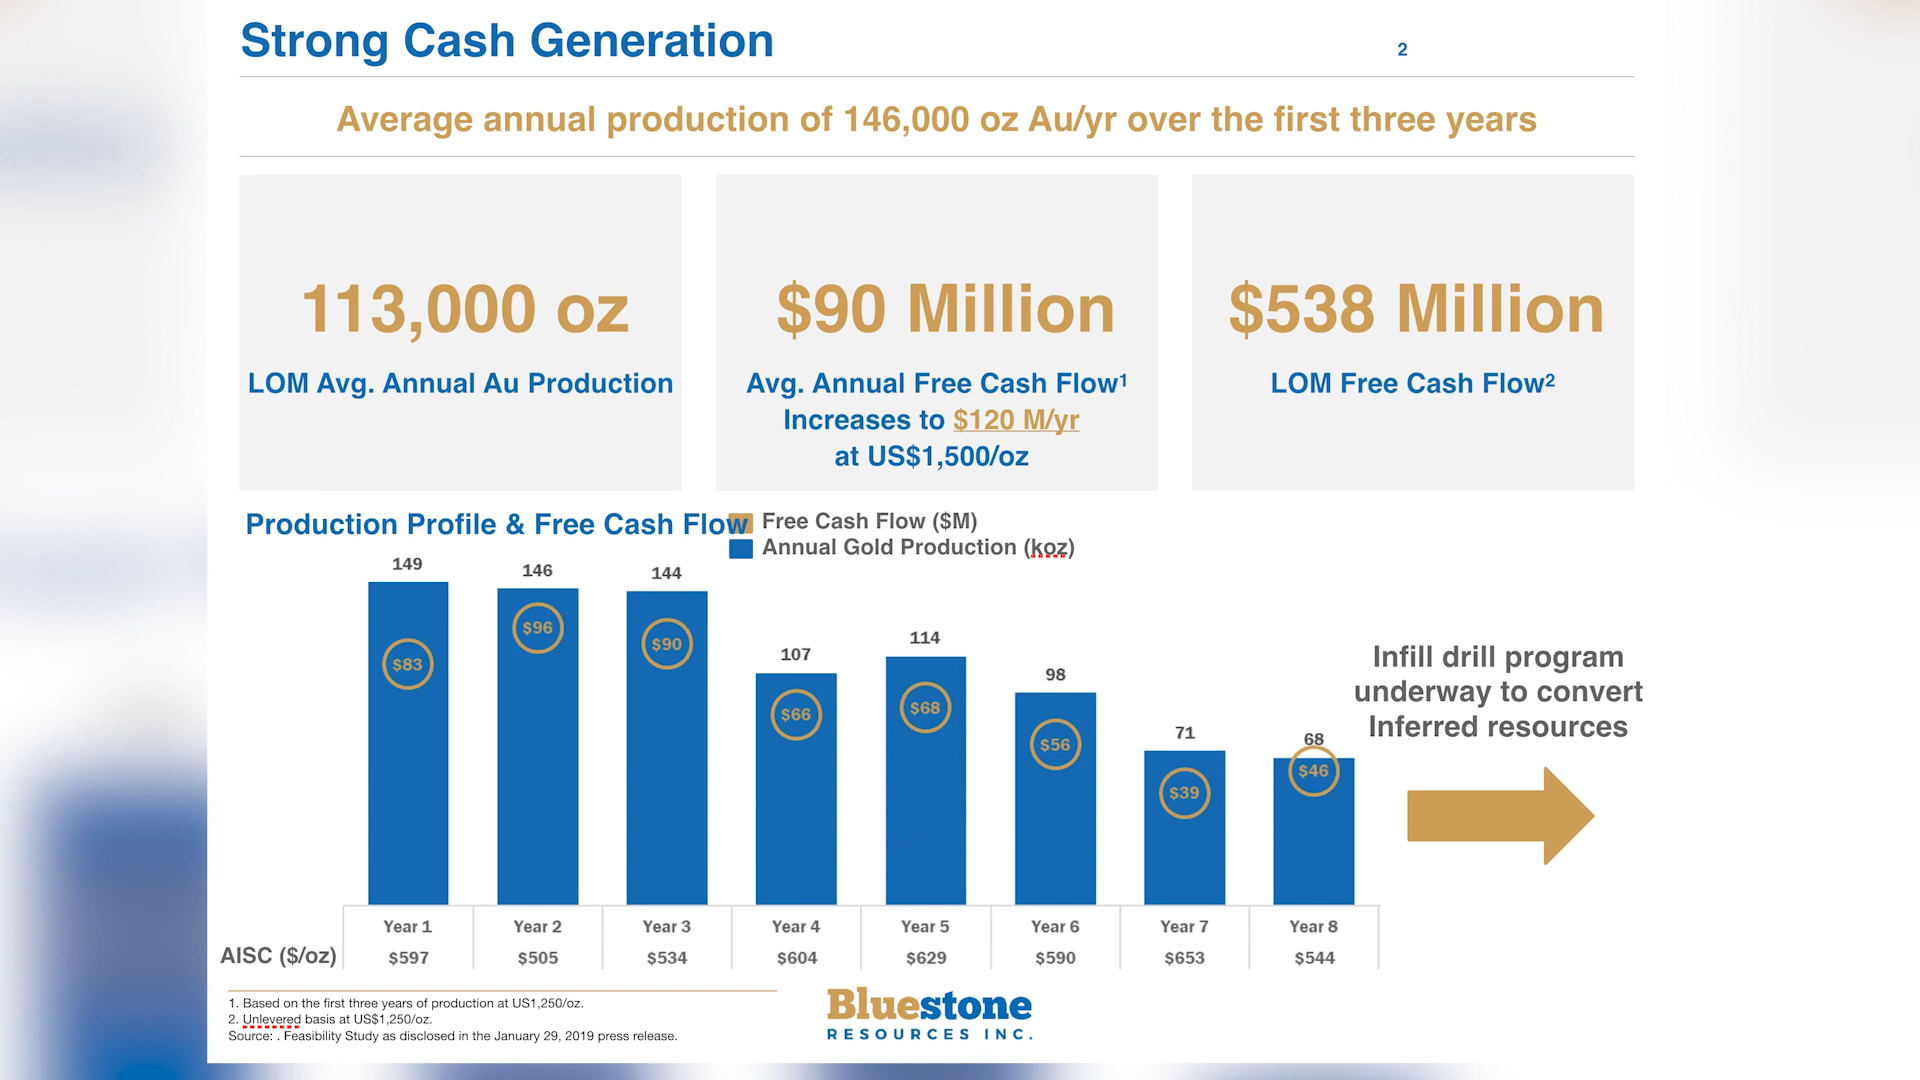 Strong Cash Generation
2
Average annual production of 146,000 oz Au/yr over the first three years
113,000 oz
LOM Avg. Annual Au Production
$90 Million
Avg. Annual Free Cash Flow¹
Increases to $120 M/yr
at US$1,500/oz
$538 Million
LOM Free Cash Flow²
Production Profile & Free Cash Flow
Free Cash Flow ($M)
Annual Gold Production (koz)
149 146 144 107 114 98 71 68
$83 $96 $90 $66 $68 $56 $39 $46
Infill drill program
underway to convert
Inferred resources
Year 1 Year 2 Year 3 Year 4 Year 5 Year 6 Year 7 Year 8
AISC ($/oz) $597 $505 $534 $604 $629 $590 $653 $544
1. Based on the first three years of production at US1,250/oz.
2. Unlevered basis at US$1,250/oz.
Source: . Feasibility Study as disclosed in the January 29, 2019 press release.
Bluestone
RESOURCES INC.